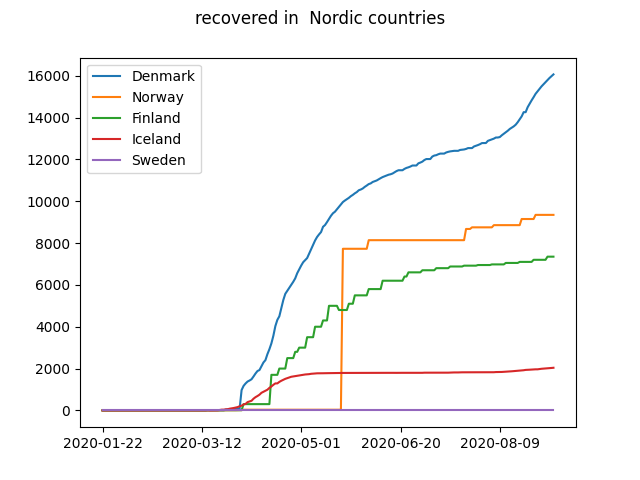 recovered in  Nordic countries
16000
14000
12000
10000
8000
6000
4000
2000
0
Denmark
Norway
Finland
Iceland
Sweden
2020-01-22 2020-03-12 2020-05-01 2020-06-20 2020-08-09